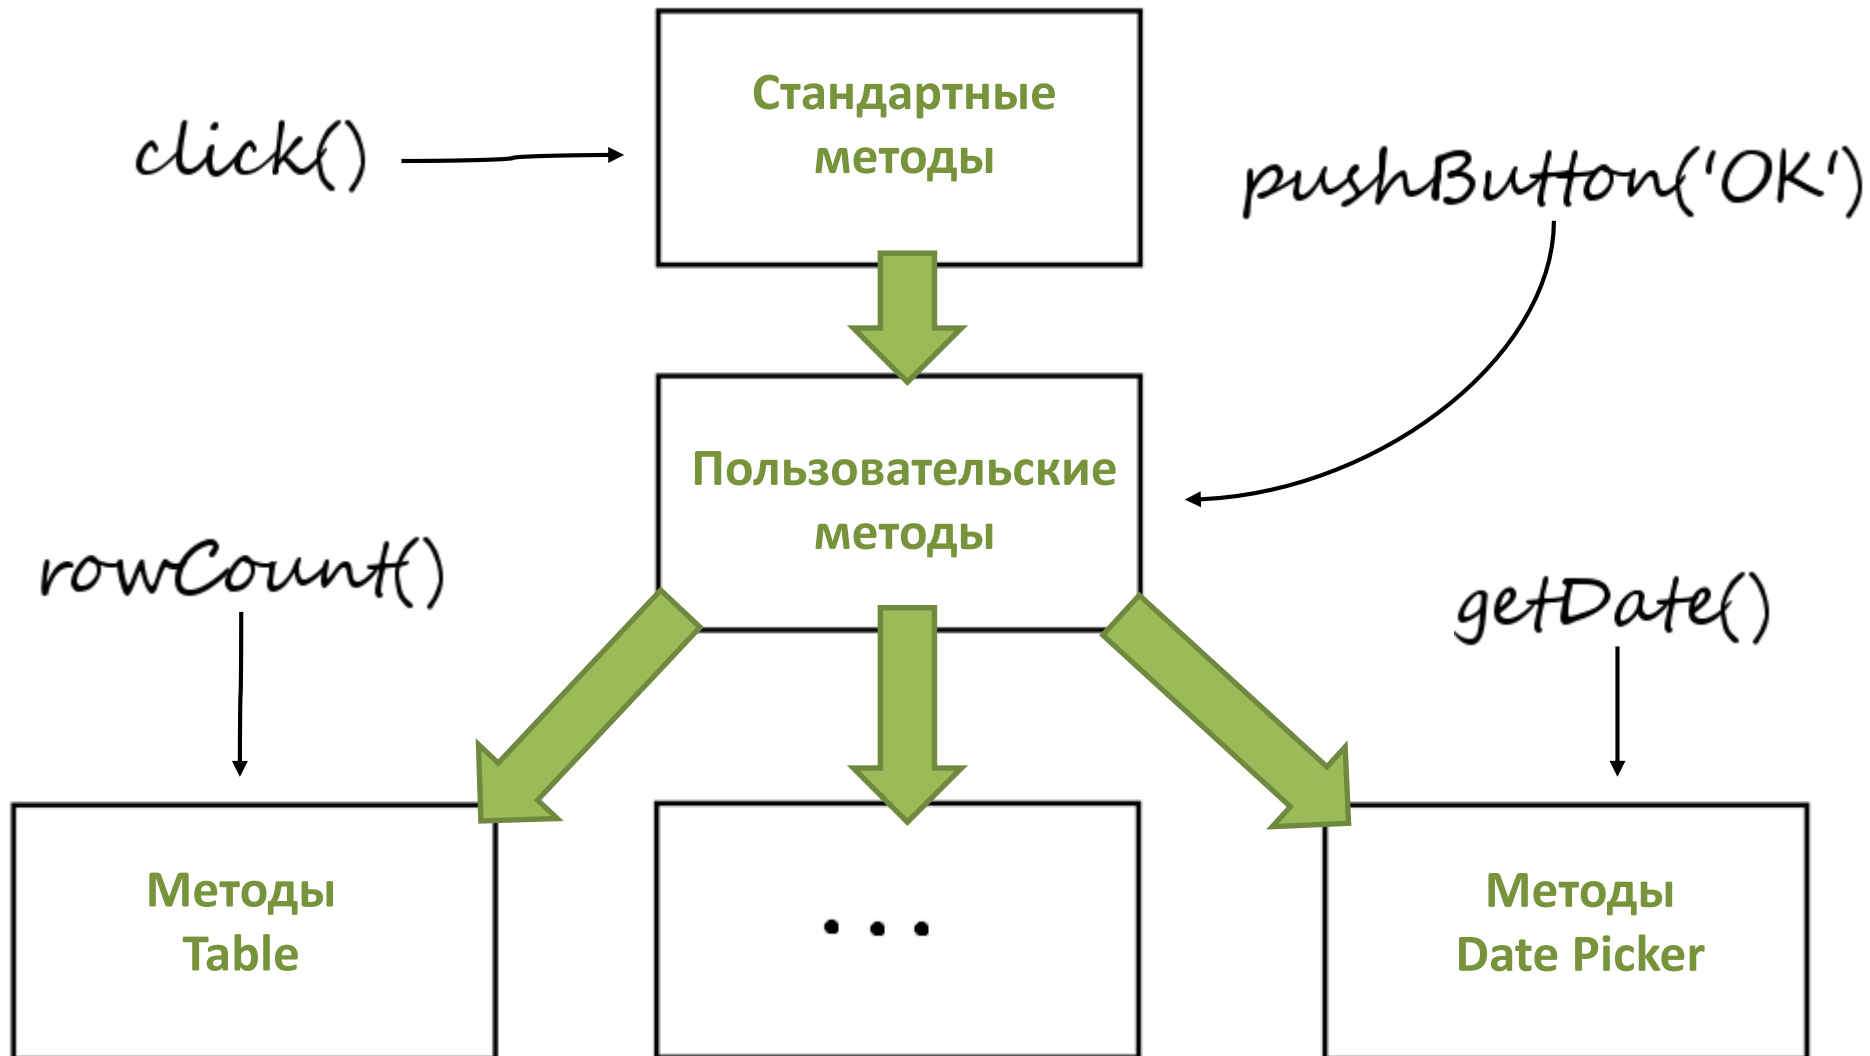 Стандартные
методы
click()
pushButton('OK')
Пользовательские
методы
rowCount()
getDate()
Методы
Table
. . .
Методы
Date Picker